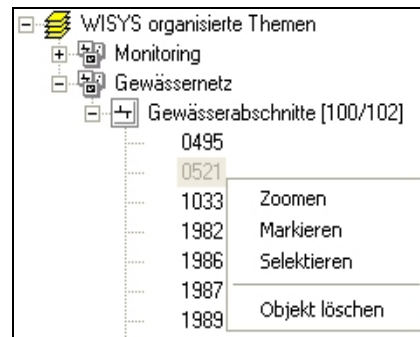 WISYS organisierte Themen
Monitoring
Gewässernetz
Gewässerabschnitte [100/102]
0495
0521
1033
1982
1986
1987
1989
Zoomen
Markieren
Selektieren
Objekt löschen